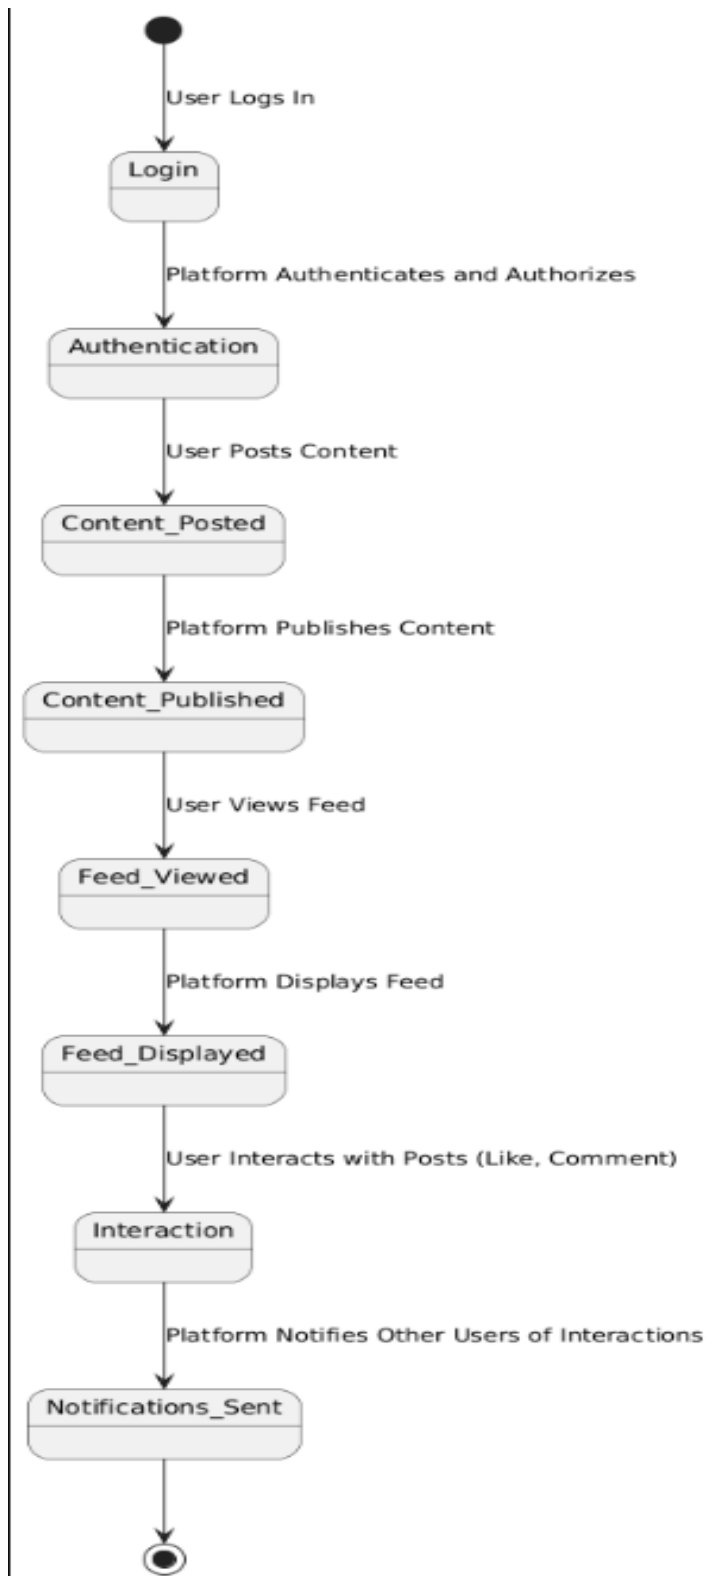 User Logs In
Login
Platform Authenticates and Authorizes
Authentication
User Posts Content
Content_Posted
Platform Publishes Content
Content_Published
User Views Feed
Feed_Viewed
Platform Displays Feed
Feed_Displayed
User Interacts with Posts (Like, Comment)
Interaction
Platform Notifies Other Users of Interactions
Notifications_Sent